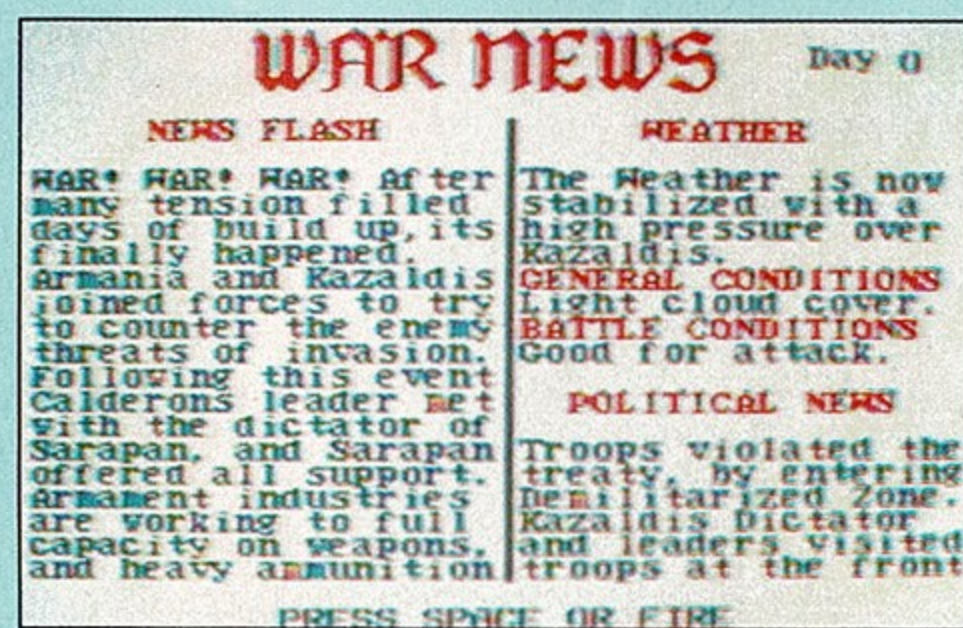 WAR NEWS
Day 0
NEWS FLASH
WAR! WAR! WAR! After
many tension filled
days of build up,its
finally happened.
Armania and Kazaldis
joined forces to try
to counter the enemy
threats of invasion.
Following this event
Calderons leader met
with the dictator of
Sarapan, and Sarapan
offered all support.
Armament industries
are working to full
capacity on weapons,
and heavy ammunition
WEATHER
The Weather is now
stabilized with a
high pressure over
Kazaldis.
GENERAL CONDITIONS
Light cloud cover.
BATTLE CONDITIONS
Good for attack.
POLITICAL NEWS
Troops violated the
treaty, by entering
Demilitarized Zone.
Kazaldis Dictator
and leaders visited
troops at the front
PRESS SPACE OR FIRE